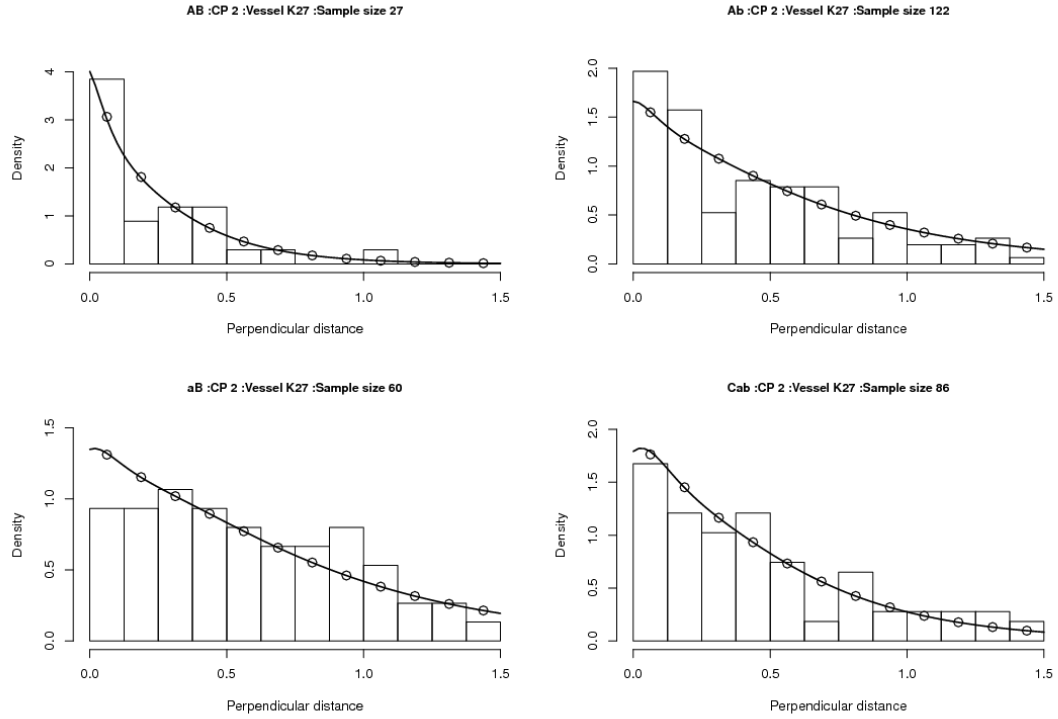 AB :CP 2 :Vessel K27 :Sample size 27
Density
0
1
2
3
4
0.0
0.5
1.0
1.5
Perpendicular distance
Ab :CP 2 :Vessel K27 :Sample size 122
Density
0.0
0.5
1.0
1.5
2.0
0.0
0.5
1.0
1.5
Perpendicular distance
aB :CP 2 :Vessel K27 :Sample size 60
Density
0.0
0.5
1.0
1.5
0.0
0.5
1.0
1.5
Perpendicular distance
Cab :CP 2 :Vessel K27 :Sample size 86
Density
0.0
0.5
1.0
1.5
2.0
0.0
0.5
1.0
1.5
Perpendicular distance